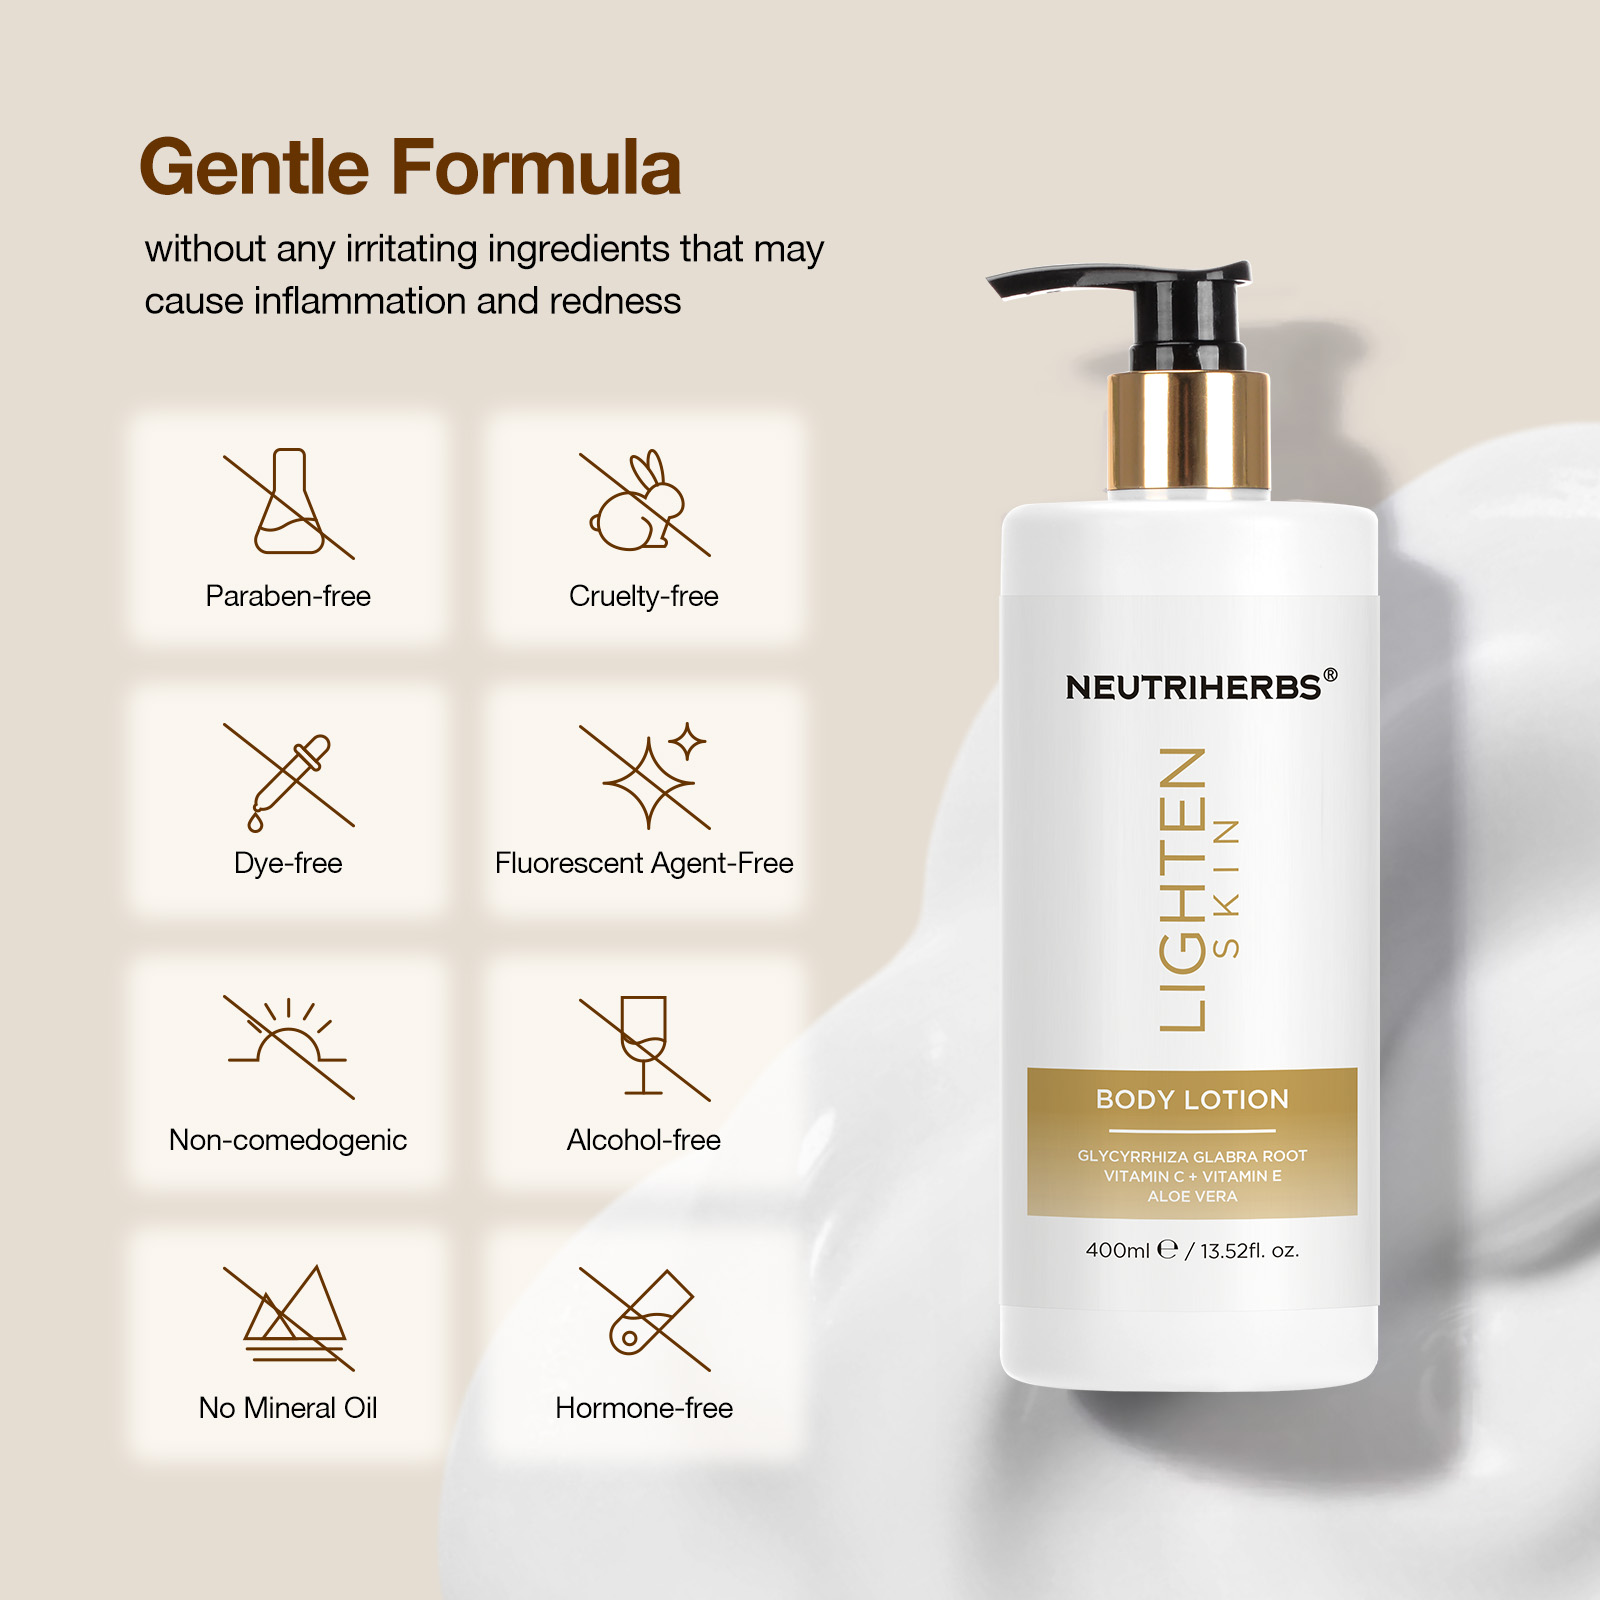 Gentle Formula
without any irritating ingredients that may
cause inflammation and redness
Paraben-free
Cruelty-free
Dye-free
Fluorescent Agent-Free
Non-comedogenic
Alcohol-free
No Mineral Oil
Hormone-free
NEUTRIHERBS®
LIGHTEN
SKIN
BODY LOTION
GLYCYRRHIZA GLABRA ROOT
VITAMIN C + VITAMIN E
ALOE VERA
400ml ℮ / 13.52fl. oz.